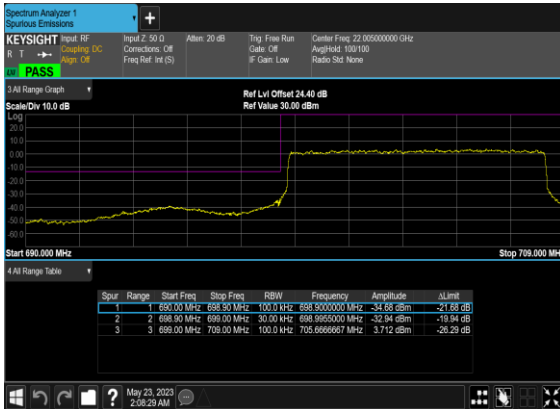 Spectrum Analyzer 1
Spurious Emissions
+
KEYSIGHT Input: RF Input Z: 50 Ω Atten: 20 dB Trig: Free Run Center Freq: 22.005000000 GHz
R T Coupling: DC Corrections: Off Gate: Off Avg|Hold: 100/100
Align: Off Freq Ref: Int (S) IF Gain: Low Radio Std: None
PASS
3 All Range Graph
Ref Lvl Offset 24.40 dB
Scale/Div 10.0 dB Ref Value 30.00 dBm
Log
20.0
10.0
0.00
-10.0
-20.0
-30.0
-40.0
-50.0
-60.0
Start 690.000 MHz Stop 709.000 MH
4 All Range Table
Spur Range Start Freq Stop Freq RBW Frequency Amplitude ΔLimit
1 1 690.00 MHz 698.90 MHz 100.0 kHz 698.9000000 MHz -34.68 dBm -21.68 dB
2 2 698.90 MHz 699.00 MHz 30.00 kHz 698.9955000 MHz -32.94 dBm -19.94 dB
3 3 699.00 MHz 709.00 MHz 100.0 kHz 705.6666667 MHz 3.712 dBm -26.29 dB
? May 23, 2023
2:08:29 AM